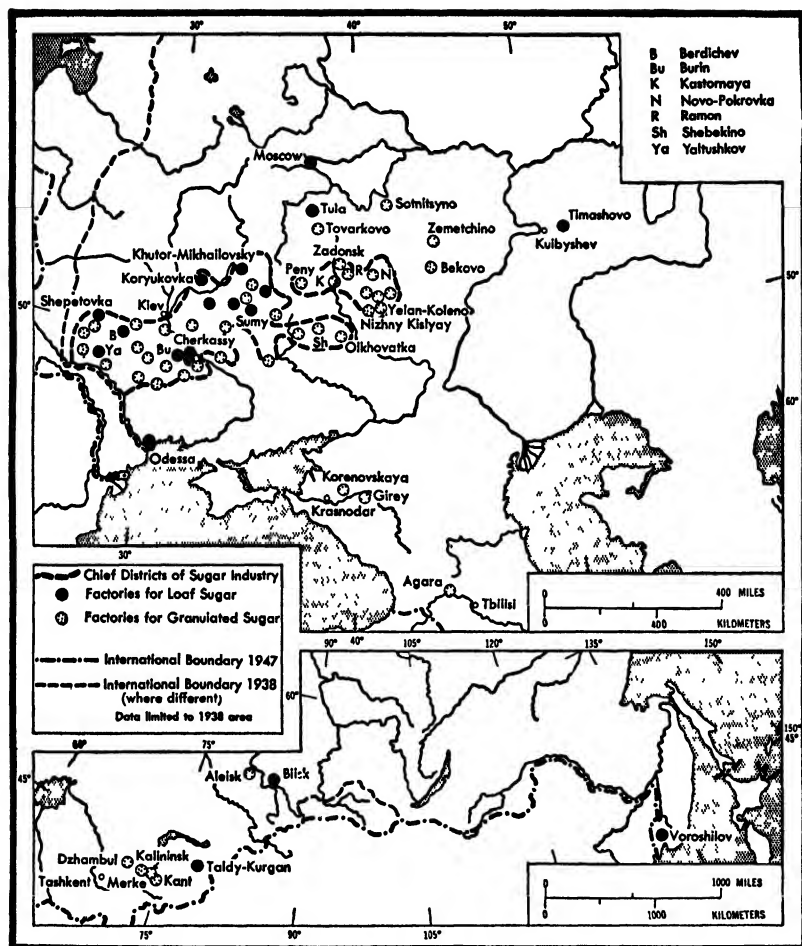 30°
40°
50°
B Berdichev
Bu Burin
K Kastornaya
N Novo-Pokrovka
R Ramon
Sh Shebekino
Ya Yaltushkov
Moscow
Sotnitsyno
Tula
Timashovo
Tovarkovo
Zemetchino
Kuibyshev
Khutor-Mikhailovsky
Zadonsk
Bekovo
Koryukovka
Peny
R
N
K
50°
50°
Shepetovka
Kiev
Yelan-Koleno
Sumy
Nizhny Kislyay
B
Cherkassy
Ya
Bu
Sh
Olkhovatka
60°
Odessa
Korenovskaya
Girey
Krasnodar
30°
Chief Districts of Sugar Industry
Factories for Loaf Sugar
Factories for Granulated Sugar
International Boundary 1947
International Boundary 1938
(where different)
Data limited to 1938 area
Agara
Tbilisi
0 400 MILES
0 400 KILOMETERS
90°
40°
105°
120°
135°
150°
60°
60°
75°
150°
45°
45°
Aleisk
Biisk
Voroshilov
Dzhambul
Kalininsk
Taldy-Kurgan
Tashkent
Merke
Kant
0 1000 MILES
0 1000 KILOMETERS
75°
90°
105°